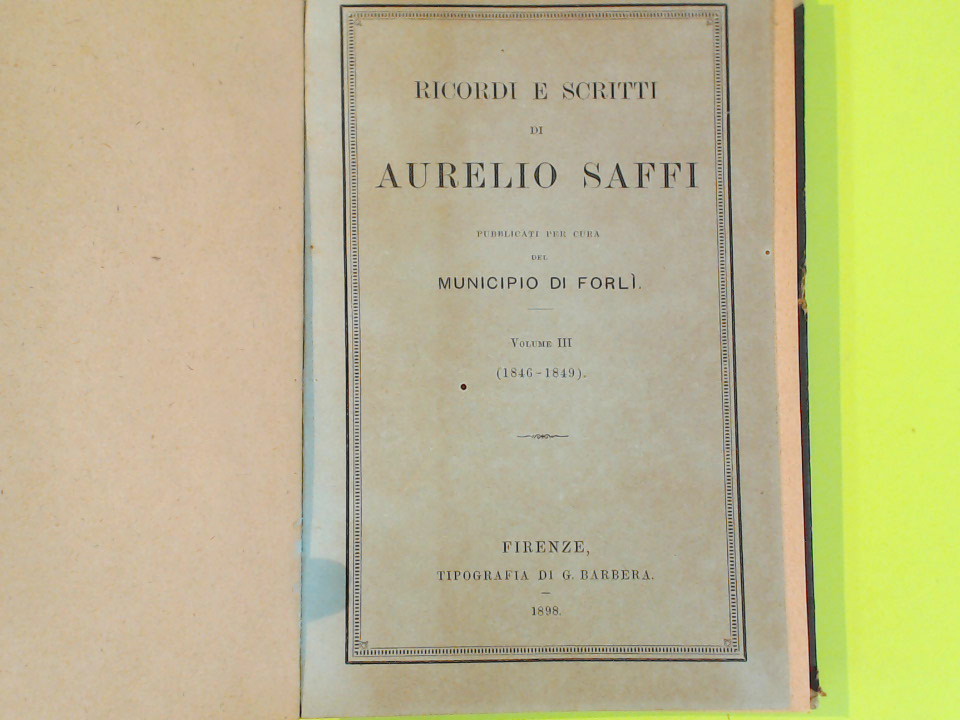 RICORDI E SCRITTI
DI
AURELIO SAFFI
PUBBLICATI PER CURA
DEL
MUNICIPIO DI FORLÌ.
VOLUME III
(1846-1849).
FIRENZE,
TIPOGRAFIA DI G. BARBERA.
1898.